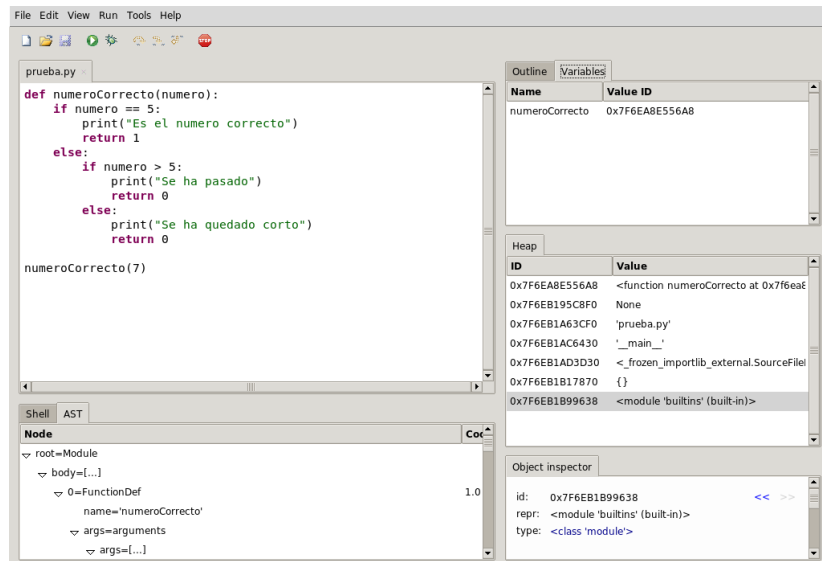 File Edit View Run Tools Help
STOP
prueba.py
def numeroCorrecto(numero):
    if numero == 5:
        print("Es el numero correcto")
        return 1
    else:
        if numero > 5:
            print("Se ha pasado")
            return 0
        else:
            print("Se ha quedado corto")
            return 0
numeroCorrecto(7)
Shell AST
Node Coc
root=Module
body=[...]
0=FunctionDef 1.0
name='numeroCorrecto'
args=arguments
args=[...]
Outline Variables
Name Value ID
numeroCorrecto 0x7F6EA8E556A8
Heap
ID Value
0x7F6EA8E556A8 <function numeroCorrecto at 0x7f6ea8
0x7F6EB195C8F0 None
0x7F6EB1A63CF0 'prueba.py'
0x7F6EB1AC6430 '__main__'
0x7F6EB1AD3D30 <_frozen_importlib_external.SourceFile
0x7F6EB1B17870 {}
0x7F6EB1B99638 <module 'builtins' (built-in)>
Object inspector
id: 0x7F6EB1B99638 << >>
repr: <module 'builtins' (built-in)>
type: <class 'module'>